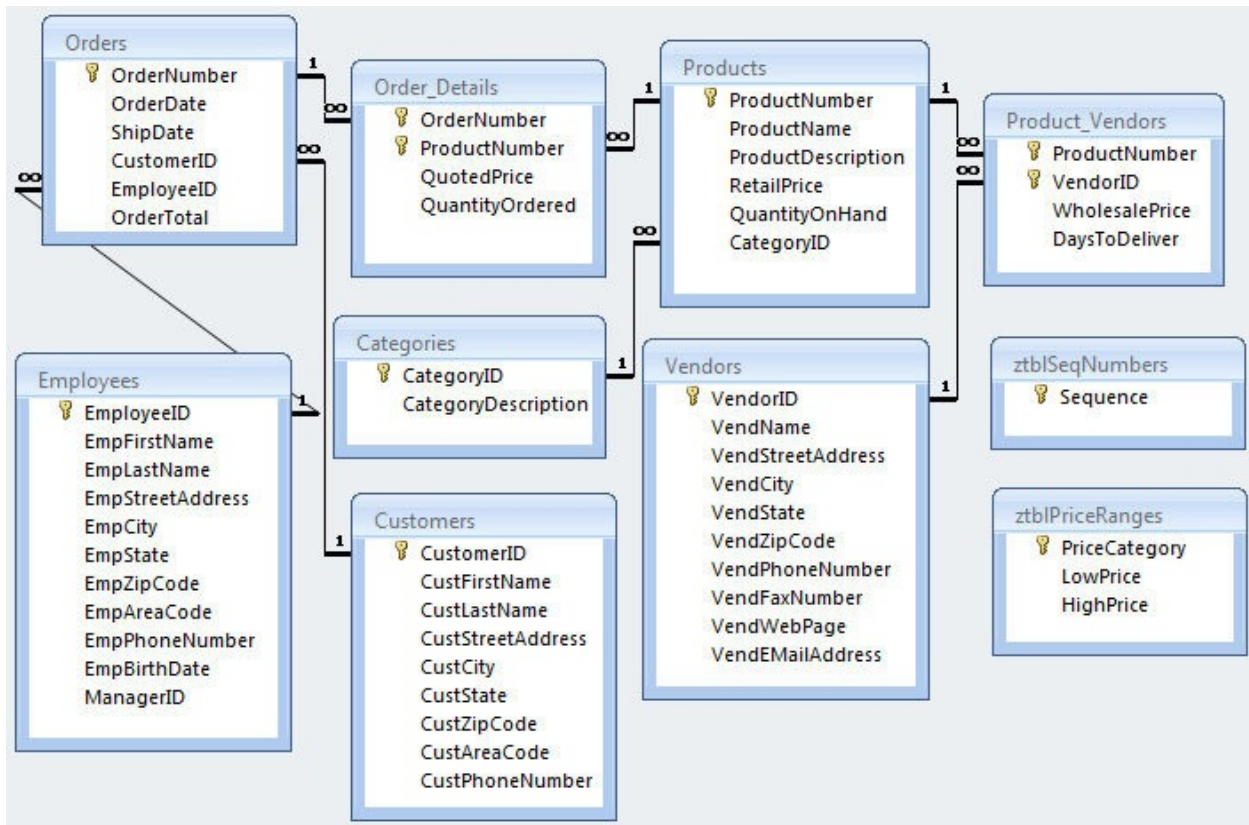 Orders
OrderNumber
OrderDate
ShipDate
CustomerID
EmployeeID
OrderTotal
1
∞
∞
∞
Order_Details
OrderNumber
ProductNumber
QuotedPrice
QuantityOrdered
1
∞
Products
ProductNumber
ProductName
ProductDescription
RetailPrice
QuantityOnHand
CategoryID
∞
1
∞
∞
Product_Vendors
ProductNumber
VendorID
WholesalePrice
DaysToDeliver
Employees
EmployeeID
EmpFirstName
EmpLastName
EmpStreetAddress
EmpCity
EmpState
EmpZipCode
EmpAreaCode
EmpPhoneNumber
EmpBirthDate
ManagerID
1
Categories
CategoryID
CategoryDescription
1
Customers
CustomerID
CustFirstName
CustLastName
CustStreetAddress
CustCity
CustState
CustZipCode
CustAreaCode
CustPhoneNumber
1
Vendors
VendorID
VendName
VendStreetAddress
VendCity
VendState
VendZipCode
VendPhoneNumber
VendFaxNumber
VendWebPage
VendEMailAddress
1
ztblSeqNumbers
Sequence
ztblPriceRanges
PriceCategory
LowPrice
HighPrice